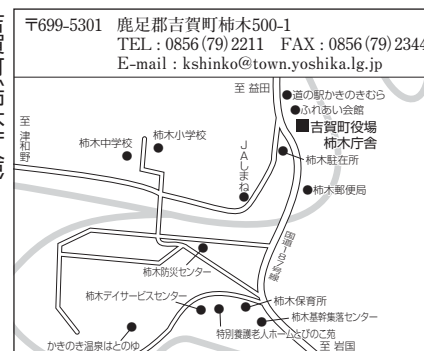 〒699-5301 鹿足郡吉賀町柿木500-1
TEL : 0856(79)2211 FAX : 0856(79)2344
E-mail : kshinko@town.yoshika.lg.jp
至 益田
道の駅かきのきむら
ふれあい会館
吉賀町役場
柿木庁舎
至 津和野
柿木中学校
柿木小学校
JAしまね
柿木駐在所
柿木郵便局
国道187号線
柿木防災センター
柿木デイサービスセンター
柿木保育所
柿木基幹集落センター
特別養護老人ホームとびのこ苑
かきのき温泉はとのゆ
至 岩国